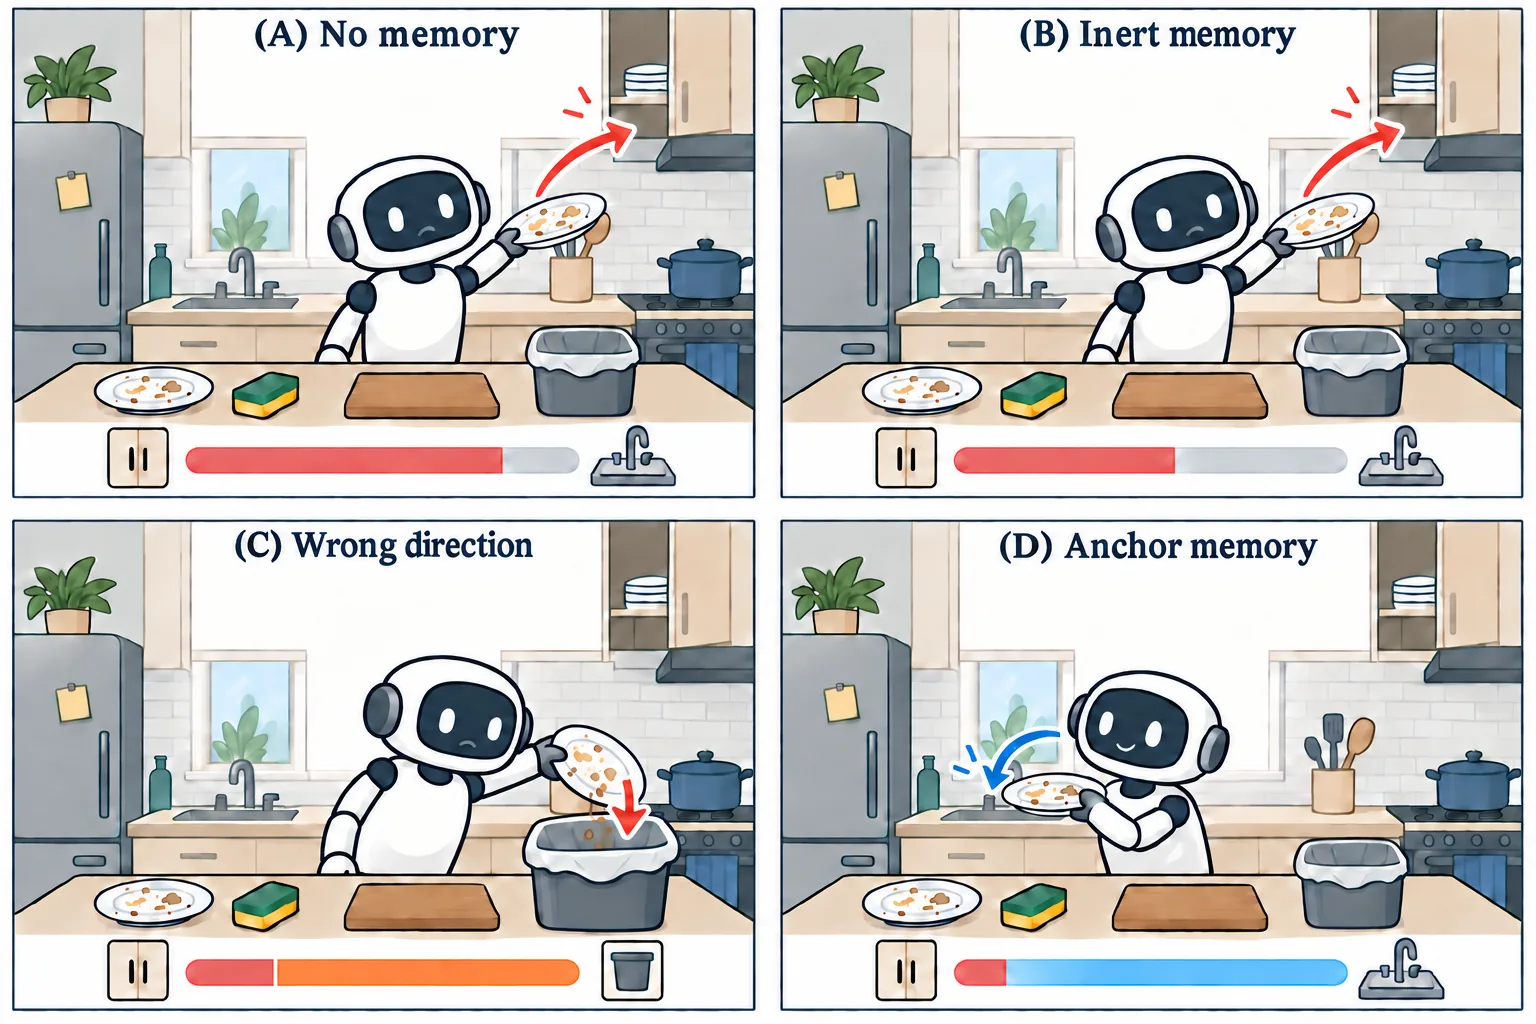 (A) No memory
(B) Inert memory
(C) Wrong direction
(D) Anchor memory